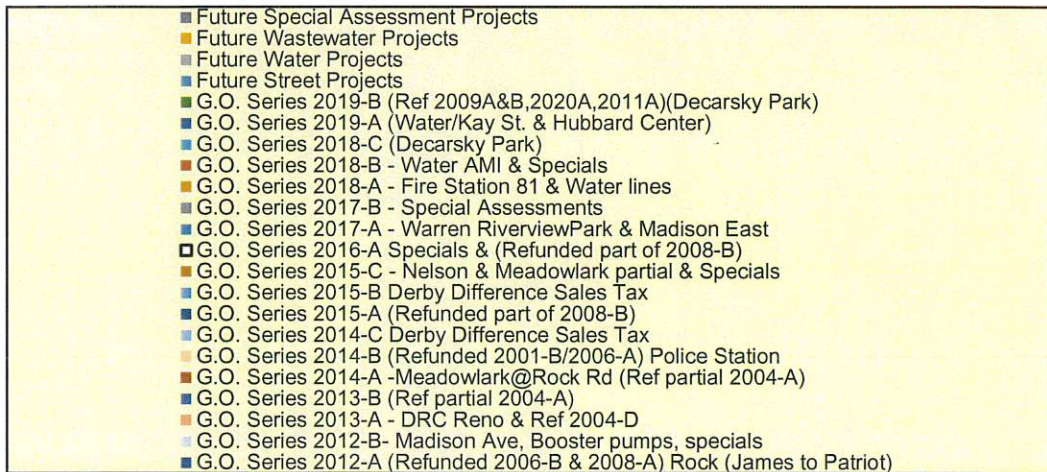 Future Special Assessment Projects
Future Wastewater Projects
Future Water Projects
Future Street Projects
G.O. Series 2019-B (Ref 2009A&B,2020A,2011A)(Decarsky Park)
G.O. Series 2019-A (Water/Kay St. & Hubbard Center)
G.O. Series 2018-C (Decarsky Park)
G.O. Series 2018-B - Water AMI & Specials
G.O. Series 2018-A - Fire Station 81 & Water lines
G.O. Series 2017-B - Special Assessments
G.O. Series 2017-A - Warren RiverviewPark & Madison East
G.O. Series 2016-A Specials & (Refunded part of 2008-B)
G.O. Series 2015-C - Nelson & Meadowlark partial & Specials
G.O. Series 2015-B Derby Difference Sales Tax
G.O. Series 2015-A (Refunded part of 2008-B)
G.O. Series 2014-C Derby Difference Sales Tax
G.O. Series 2014-B (Refunded 2001-B/2006-A) Police Station
G.O. Series 2014-A -Meadowlark@Rock Rd (Ref partial 2004-A)
G.O. Series 2013-B (Ref partial 2004-A)
G.O. Series 2013-A - DRC Reno & Ref 2004-D
G.O. Series 2012-B- Madison Ave, Booster pumps, specials
G.O. Series 2012-A (Refunded 2006-B & 2008-A) Rock (James to Patriot)